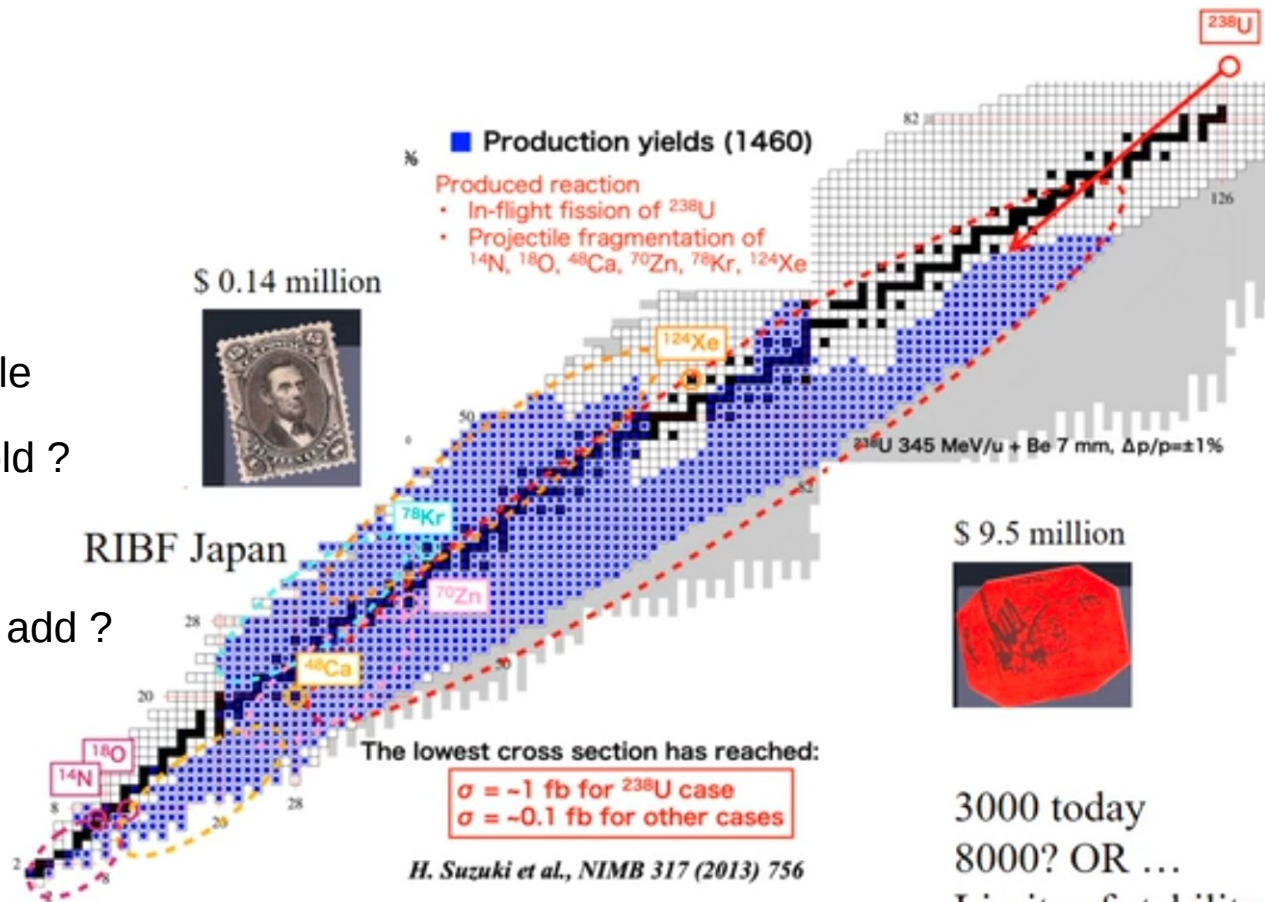 ²³⁸U
82
%
■ Production yields (1460)
Produced reaction
・ In-flight fission of ²³⁸U
・ Projectile fragmentation of
¹⁴N, ¹⁸O, ⁴⁸Ca, ⁷⁰Zn, ⁷⁸Kr, ¹²⁴Xe
126
$ 0.14 million
¹²⁴Xe
le
50
0
ld ?
²³⁸U 345 MeV/u + Be 7 mm, Δp/p=±1%
82
⁷⁸Kr
$ 9.5 million
RIBF Japan
⁷⁰Zn
28
add ?
⁴⁸Ca
50
20
¹⁸O
The lowest cross section has reached:
¹⁴N
σ = ~1 fb for ²³⁸U case
σ = ~0.1 fb for other cases
8
28
20
3000 today
2
8000? OR …
H. Suzuki et al., NIMB 317 (2013) 756
8